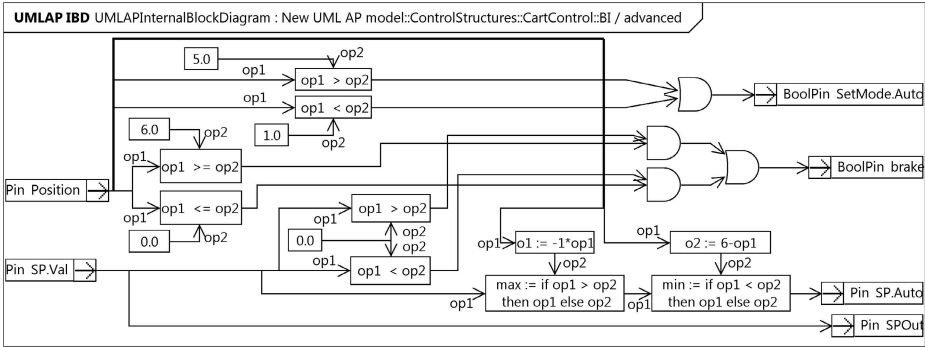 UMLAP IBD UMLAPInternalBlockDiagram : New UML AP model::ControlStructures::CartControl::BI / advanced
5.0
op2
op1
op1 > op2
op1
op1 < op2
1.0
op2
BoolPin SetMode.Auto
6.0
op2
op1
op1 >= op2
BoolPin brake
Pin Position
op1
op1 <= op2
0.0
op2
op1
op1 > op2
op2
0.0
op2
op1
op1 < op2
op1
o1 := -1*op1
op2
op1
o2 := 6-op1
op2
Pin SP.Val
op1
max := if op1 > op2
then op1 else op2
op1
min := if op1 < op2
then op1 else op2
Pin SP.Auto
Pin SPOut